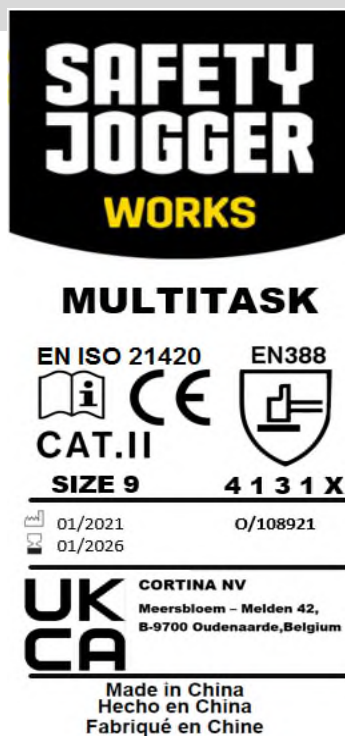 SAFETY
JOGGER
WORKS
MULTITASK
EN ISO 21420
EN388
i CE
CAT.II
SIZE 9
4 1 3 1 X
01/2021
O/108921
01/2026
UK
CA
CORTINA NV
Meersbloem – Melden 42,
B-9700 Oudenaarde,Belgium
Made in China
Hecho en China
Fabriqué en Chine